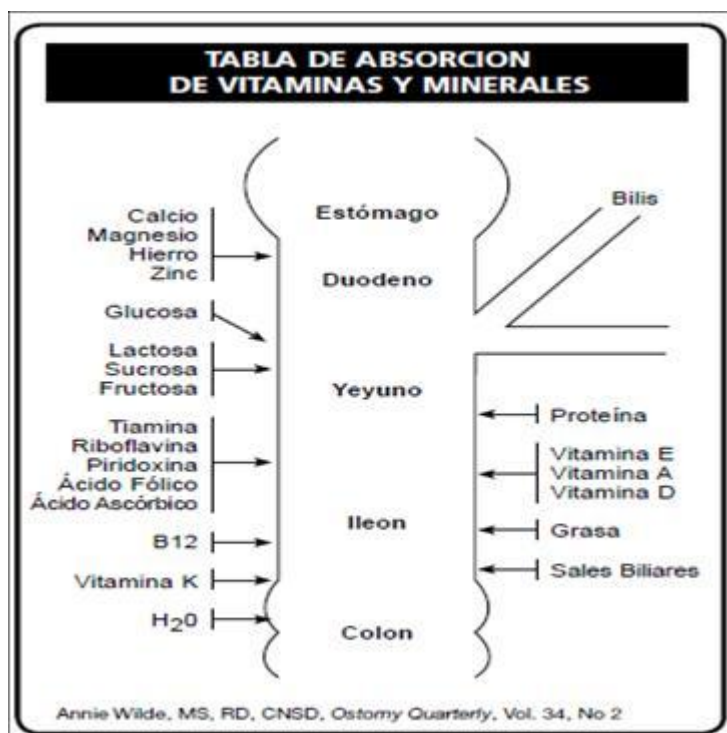 TABLA DE ABSORCION
DE VITAMINAS Y MINERALES
Estómago
Bilis
Calcio
Magnesio
Hierro
Zinc
Duodeno
Glucosa
Lactosa
Sucrosa
Fructosa
Yeyuno
Proteína
Tiamina
Riboflavina
Piridoxina
Ácido Fólico
Ácido Ascórbico
Vitamina E
Vitamina A
Vitamina D
Ileon
Grasa
B12
Sales Biliares
Vitamina K
H20
Colon
Annie Wilde, MS, RD, CNSD, Ostomy Quarterly, Vol. 34, No 2